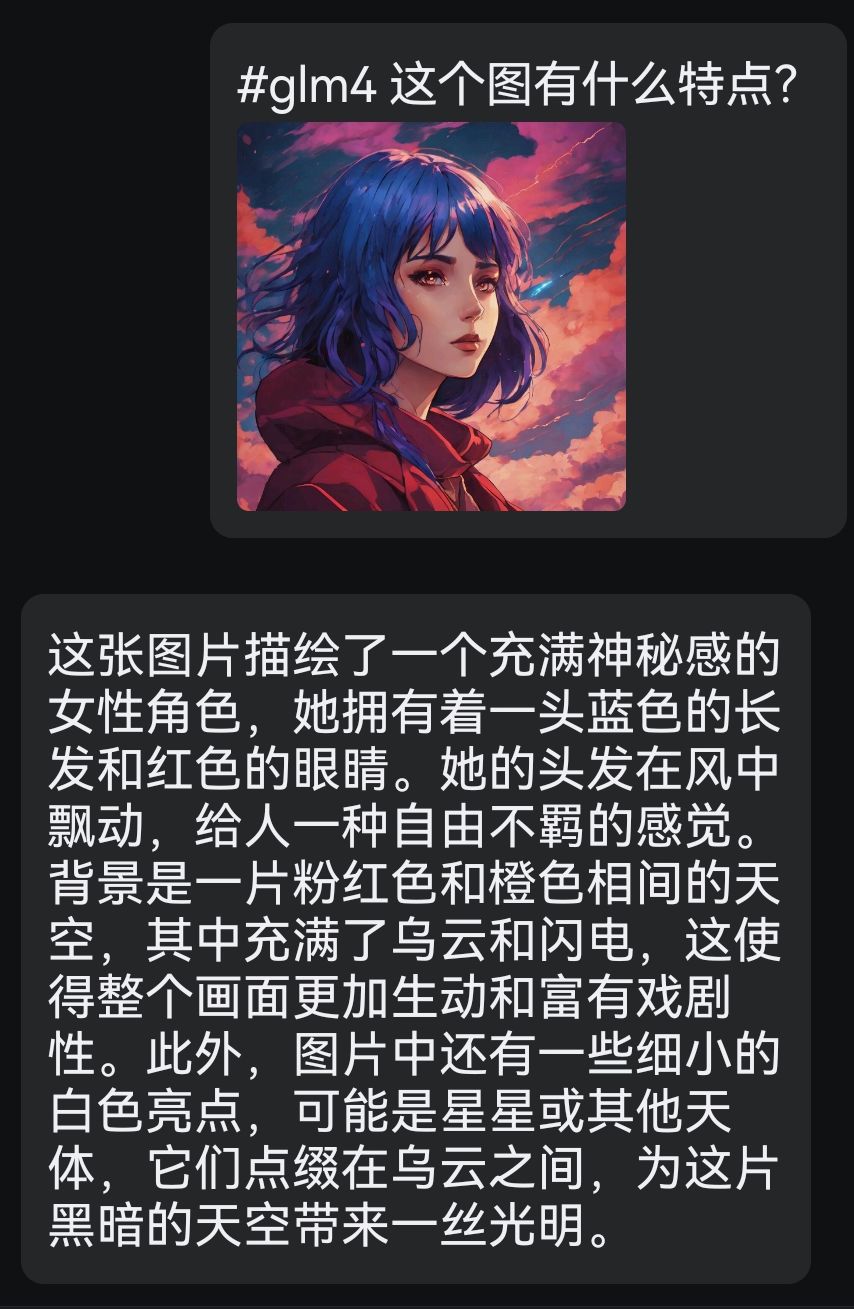 #glm4 这个图有什么特点？
这张图片描绘了一个充满神秘感的
女性角色，她拥有着一头蓝色的长
发和红色的眼睛。她的头发在风中
飘动，给人一种自由不羁的感觉。
背景是一片粉红色和橙色相间的天
空，其中充满了乌云和闪电，这使
得整个画面更加生动和富有戏剧
性。此外，图片中还有一些细小的
白色亮点，可能是星星或其他天
体，它们点缀在乌云之间，为这片
黑暗的天空带来一丝光明。